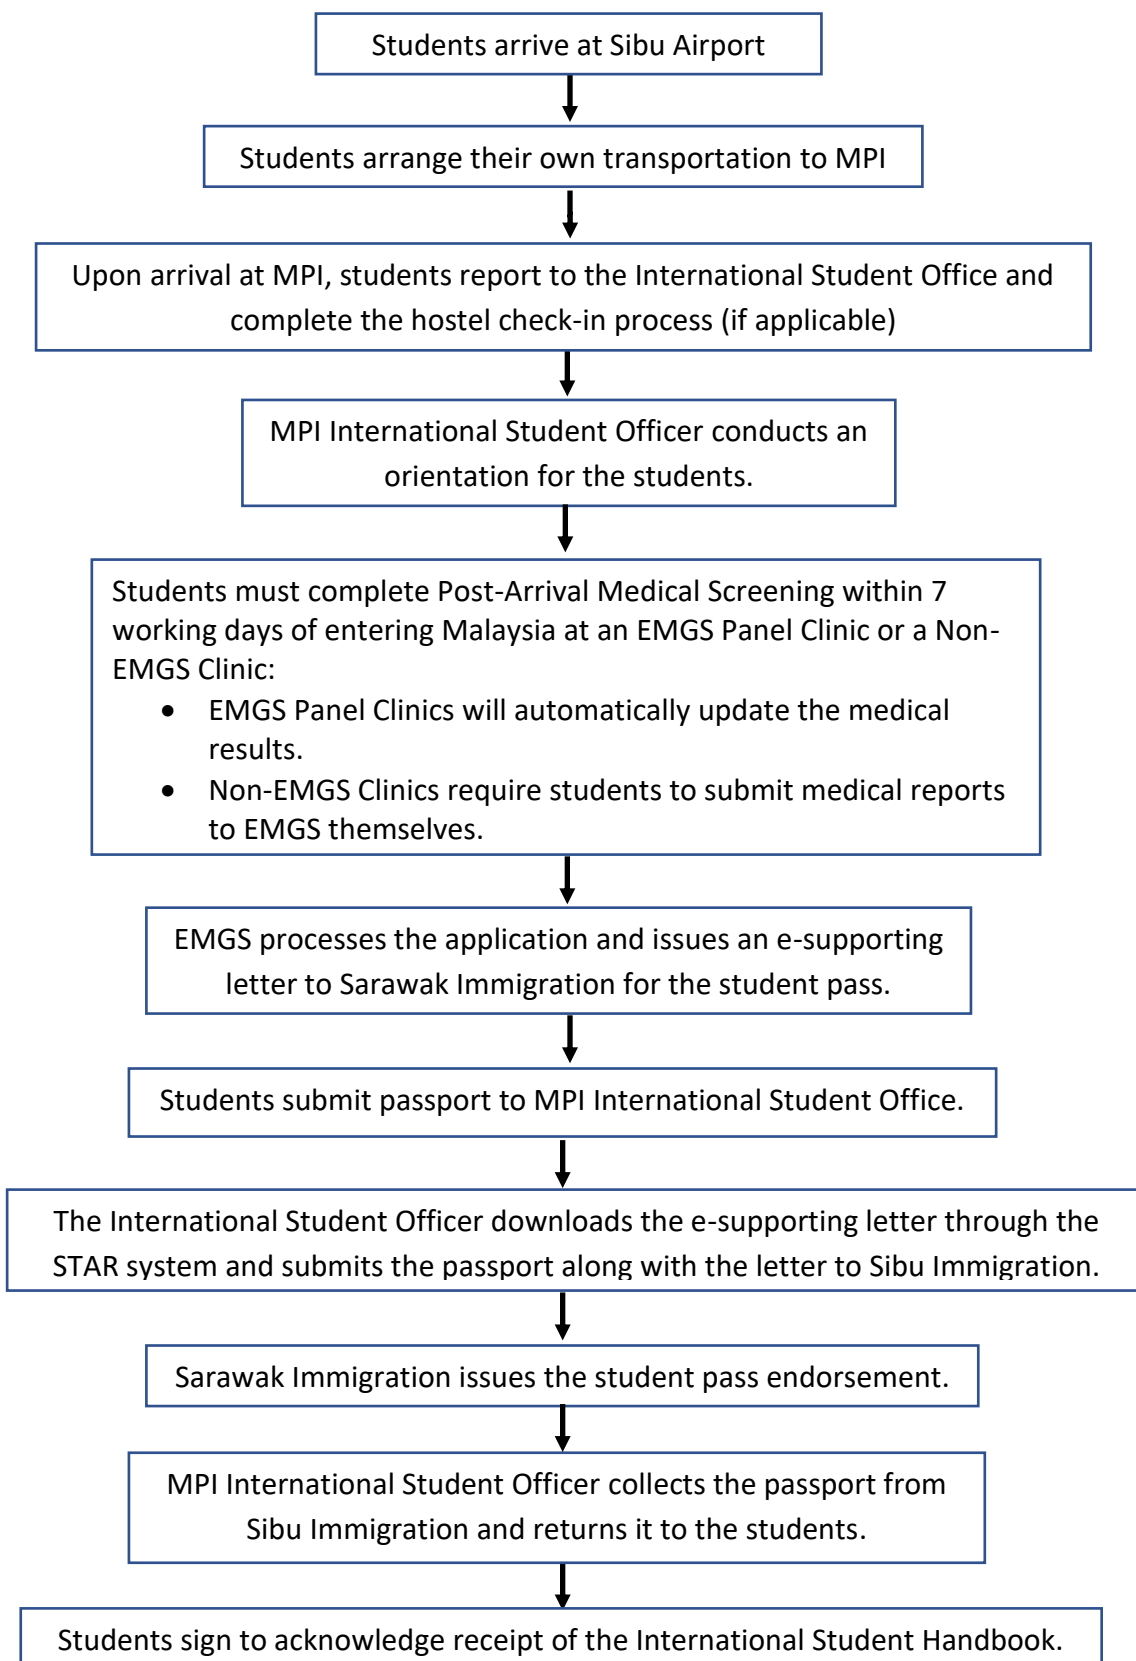 Students arrive at Sibu Airport
Students arrange their own transportation to MPI
Upon arrival at MPI, students report to the International Student Office and
complete the hostel check-in process (if applicable)
MPI International Student Officer conducts an
orientation for the students.
Students must complete Post-Arrival Medical Screening within 7
working days of entering Malaysia at an EMGS Panel Clinic or a Non-
EMGS Clinic:
• EMGS Panel Clinics will automatically update the medical
results.
• Non-EMGS Clinics require students to submit medical reports
to EMGS themselves.
EMGS processes the application and issues an e-supporting
letter to Sarawak Immigration for the student pass.
Students submit passport to MPI International Student Office.
The International Student Officer downloads the e-supporting letter through the
STAR system and submits the passport along with the letter to Sibu Immigration.
Sarawak Immigration issues the student pass endorsement.
MPI International Student Officer collects the passport from
Sibu Immigration and returns it to the students.
Students sign to acknowledge receipt of the International Student Handbook.